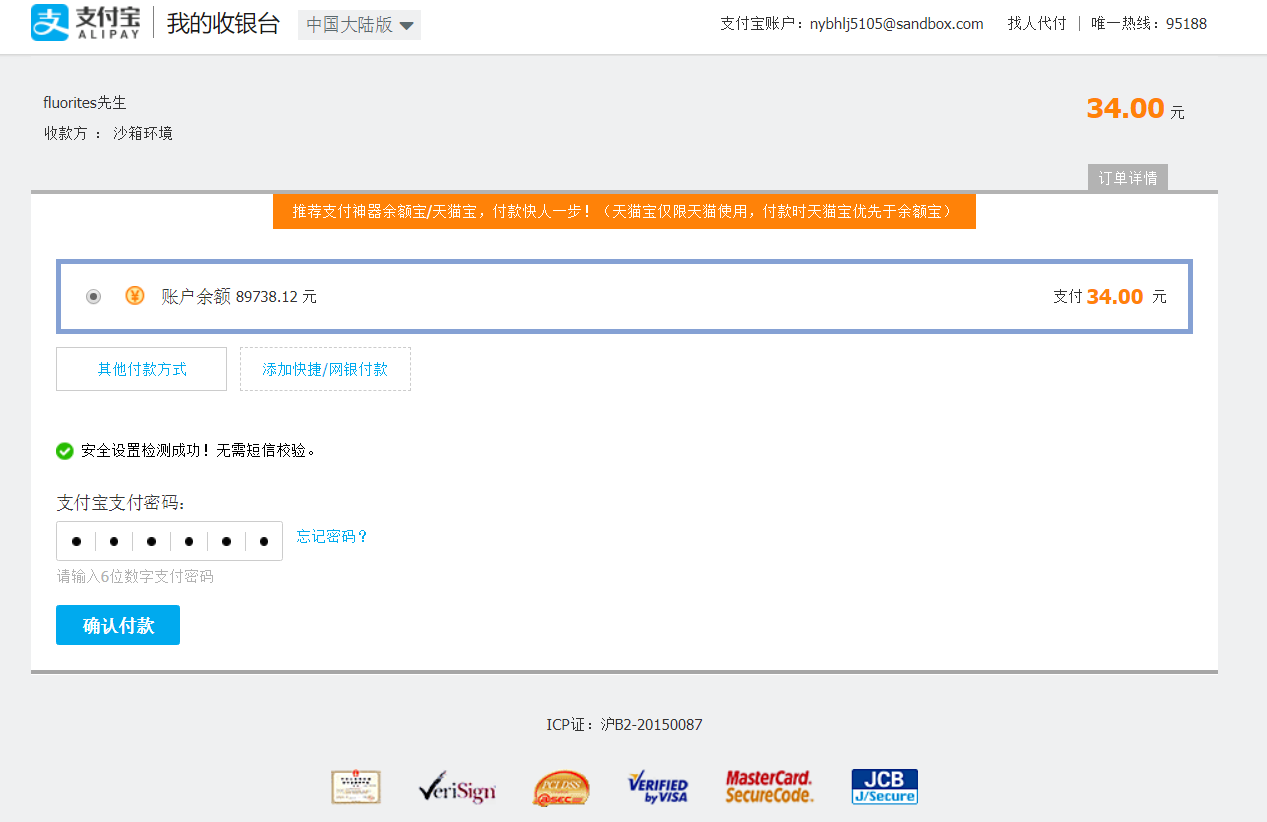 支付宝 ALIPAY 我的收银台 中国大陆版 支付宝账户：nybhlj5105@sandbox.com 找人代付 | 唯一热线：95188
fluorites先生
34.00 元
收款方 ： 沙箱环境
订单详情
推荐支付神器余额宝/天猫宝，付款快人一步！（天猫宝仅限天猫使用，付款时天猫宝优先于余额宝）
账户余额 89738.12 元 支付 34.00 元
其他付款方式 添加快捷/网银付款
安全设置检测成功！无需短信校验。
支付宝支付密码:
忘记密码？
请输入6位数字支付密码
确认付款
ICP证：沪B2-20150087
VeriSign
VERIFIED by VISA
MasterCard. SecureCode.
JCB J/Secure